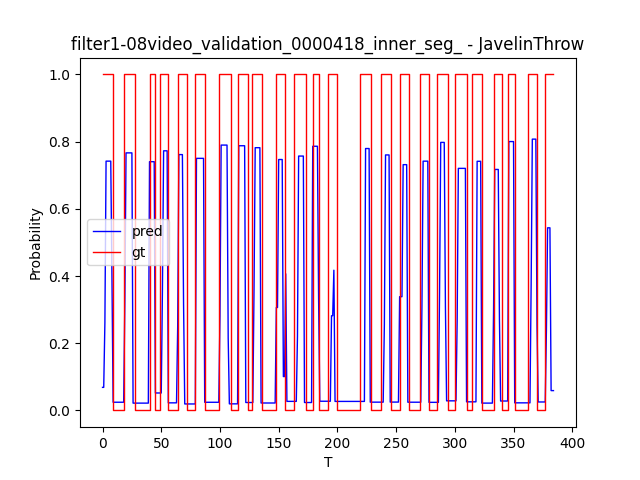 filter1-08video_validation_0000418_inner_seg_ - JavelinThrow
1.0
0.8
0.6
0.4
0.2
0.0
Probability
pred
gt
0 50 100 150 200 250 300 350 400
T